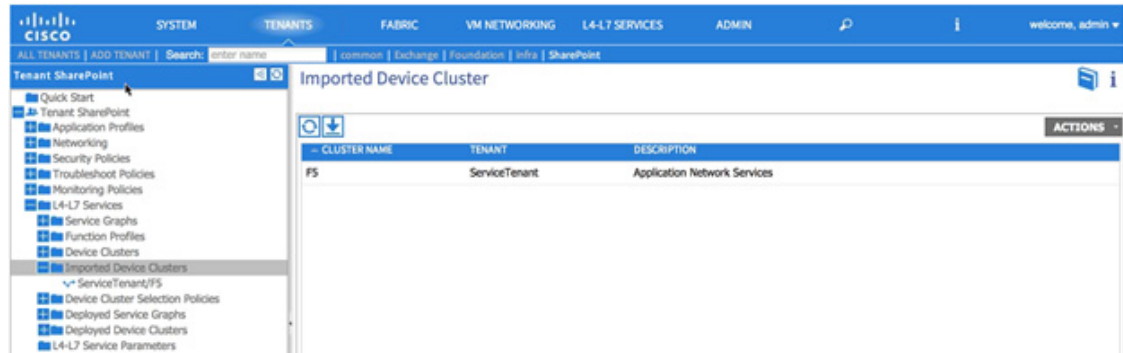 CISCO SYSTEM TENANTS FABRIC VM NETWORKING L4-L7 SERVICES ADMIN i welcome, admin
ALL TENANTS | ADD TENANT | Search: enter name | common | Exchange | Foundation | infra | SharePoint
Tenant SharePoint
Quick Start
Tenant SharePoint
Application Profiles
Networking
Security Policies
Troubleshoot Policies
Monitoring Policies
L4-L7 Services
Service Graphs
Function Profiles
Device Clusters
Imported Device Clusters
ServiceTenant/F5
Device Cluster Selection Policies
Deployed Service Graphs
Deployed Device Clusters
L4-L7 Service Parameters
Imported Device Cluster i
ACTIONS
CLUSTER NAME TENANT DESCRIPTION
F5 ServiceTenant Application Network Services